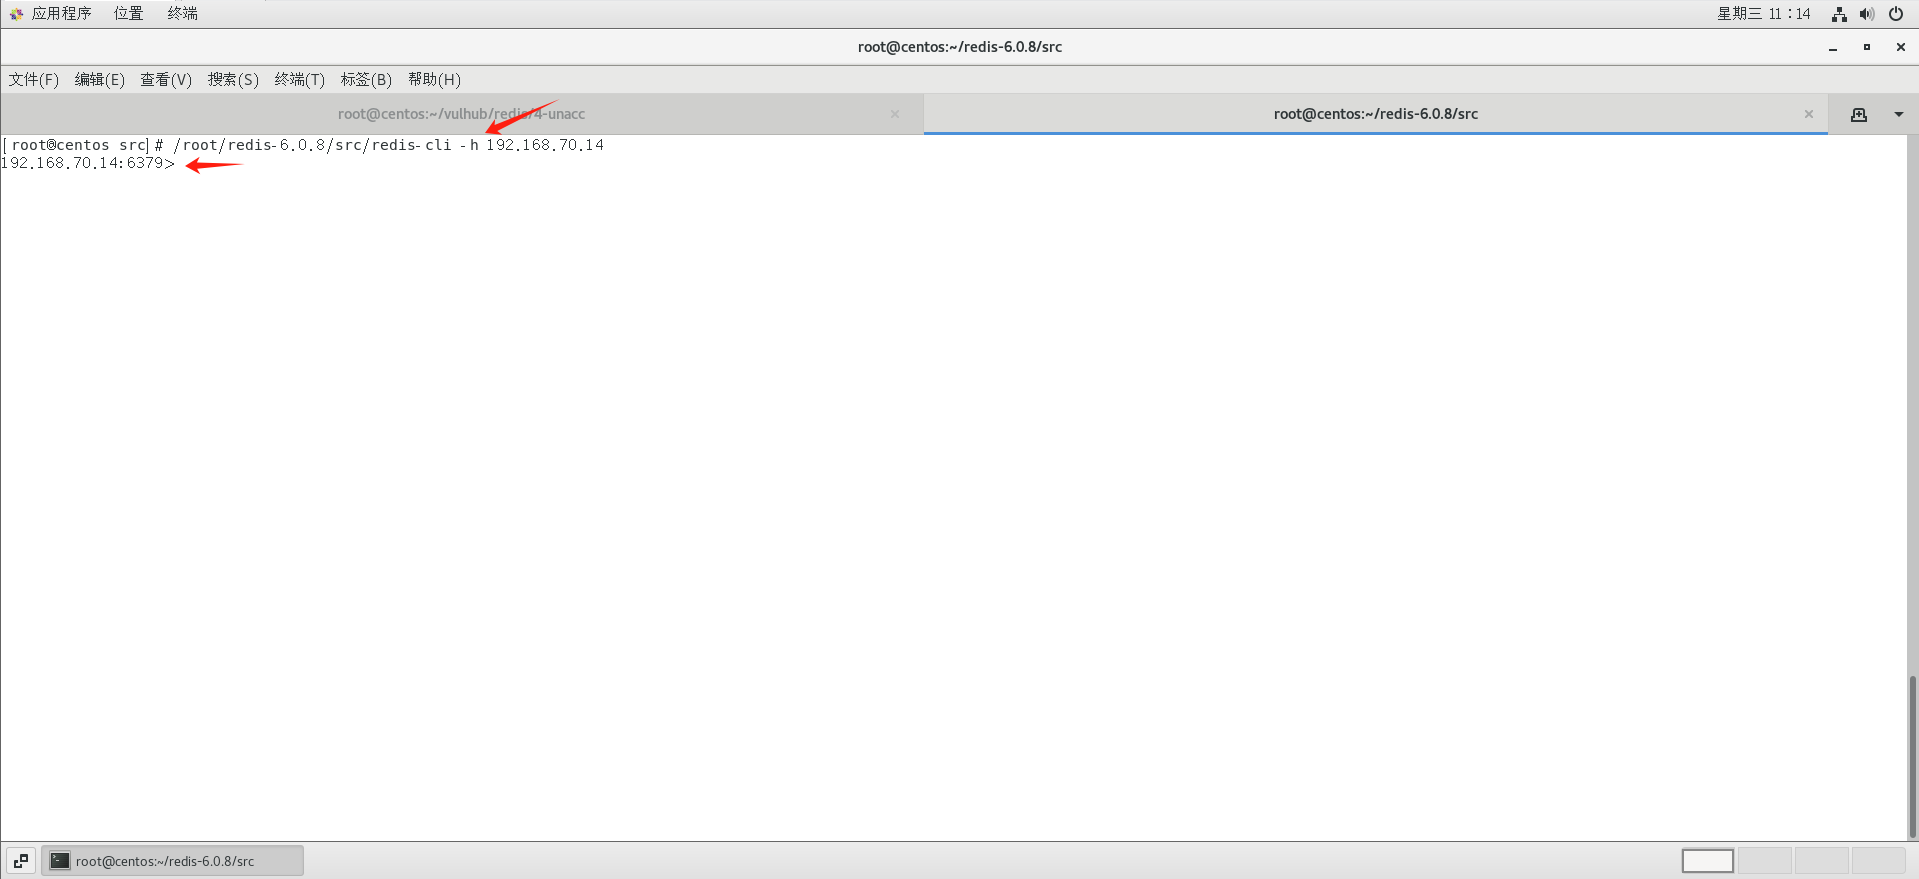 应用程序 位置 终端 星期三 11：14
root@centos:~/redis-6.0.8/src
文件(F) 编辑(E) 查看(V) 搜索(S) 终端(T) 标签(B) 帮助(H)
root@centos:~/vulhub/redis/4-unacc root@centos:~/redis-6.0.8/src
[root@centos src]# /root/redis-6.0.8/src/redis-cli -h 192.168.70.14
192.168.70.14:6379>
root@centos:~/redis-6.0.8/src